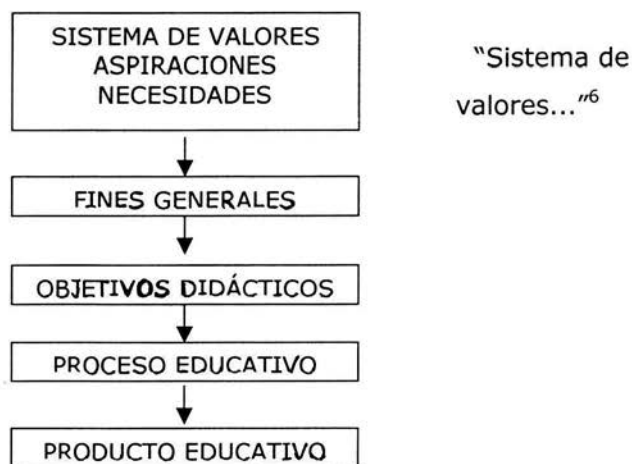 SISTEMA DE VALORES
ASPIRACIONES
NECESIDADES
"Sistema de
valores..."⁶
FINES GENERALES
OBJETIVOS DIDÁCTICOS
PROCESO EDUCATIVO
PRODUCTO EDUCATIVO